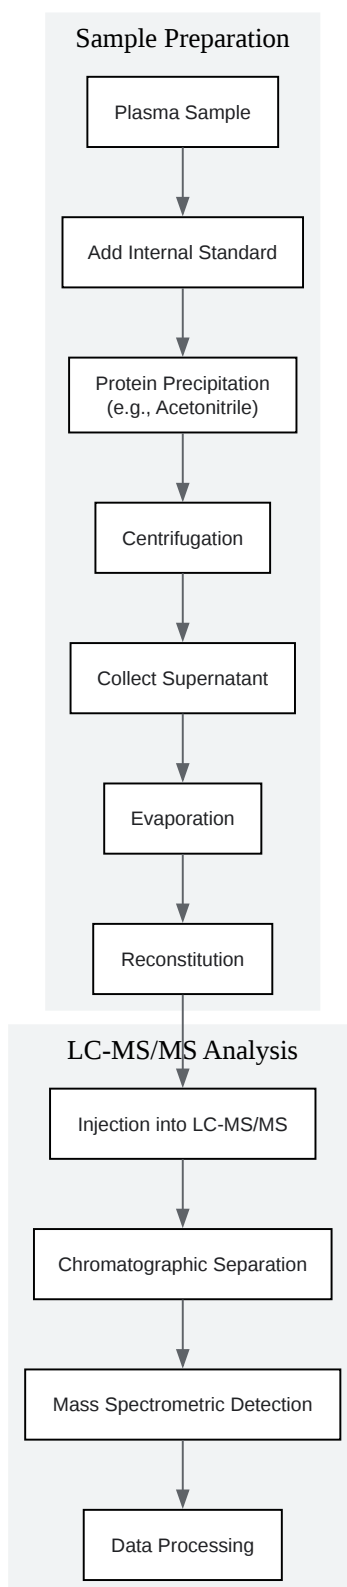 Sample Preparation
Plasma Sample
Add Internal Standard
Protein Precipitation
(e.g., Acetonitrile)
Centrifugation
Collect Supernatant
Evaporation
Reconstitution
LC-MS/MS Analysis
Injection into LC-MS/MS
Chromatographic Separation
Mass Spectrometric Detection
Data Processing